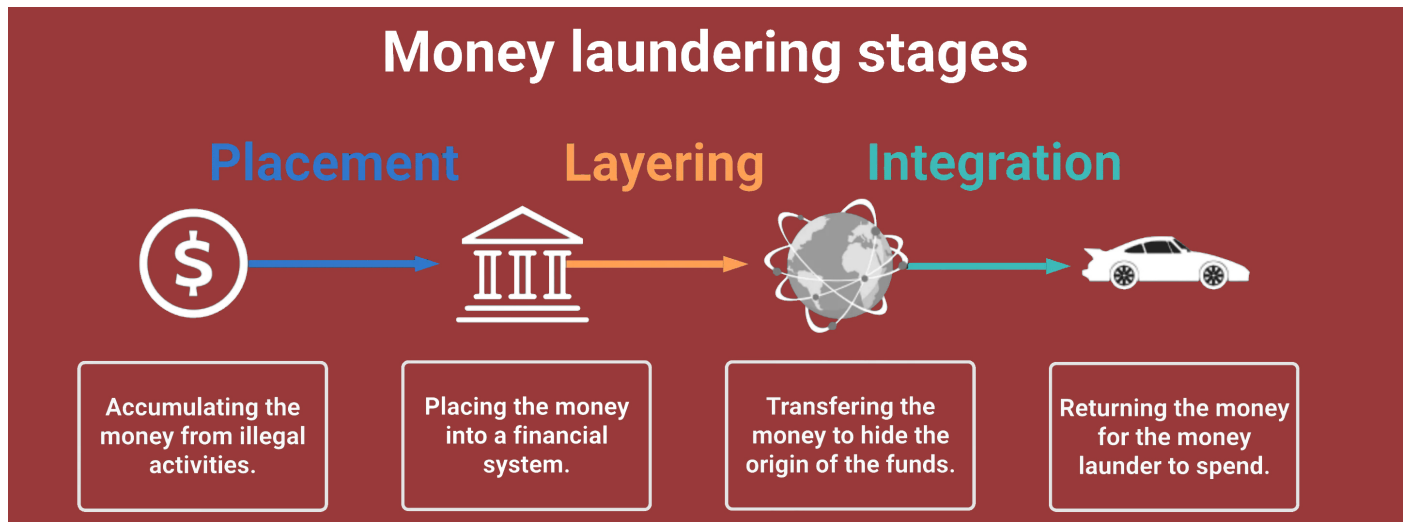 Money laundering stages
Placement
Layering
Integration
$
Accumulating the
money from illegal
activities.
Placing the money
into a financial
system.
Transfering the
money to hide the
origin of the funds.
Returning the money
for the money
launder to spend.